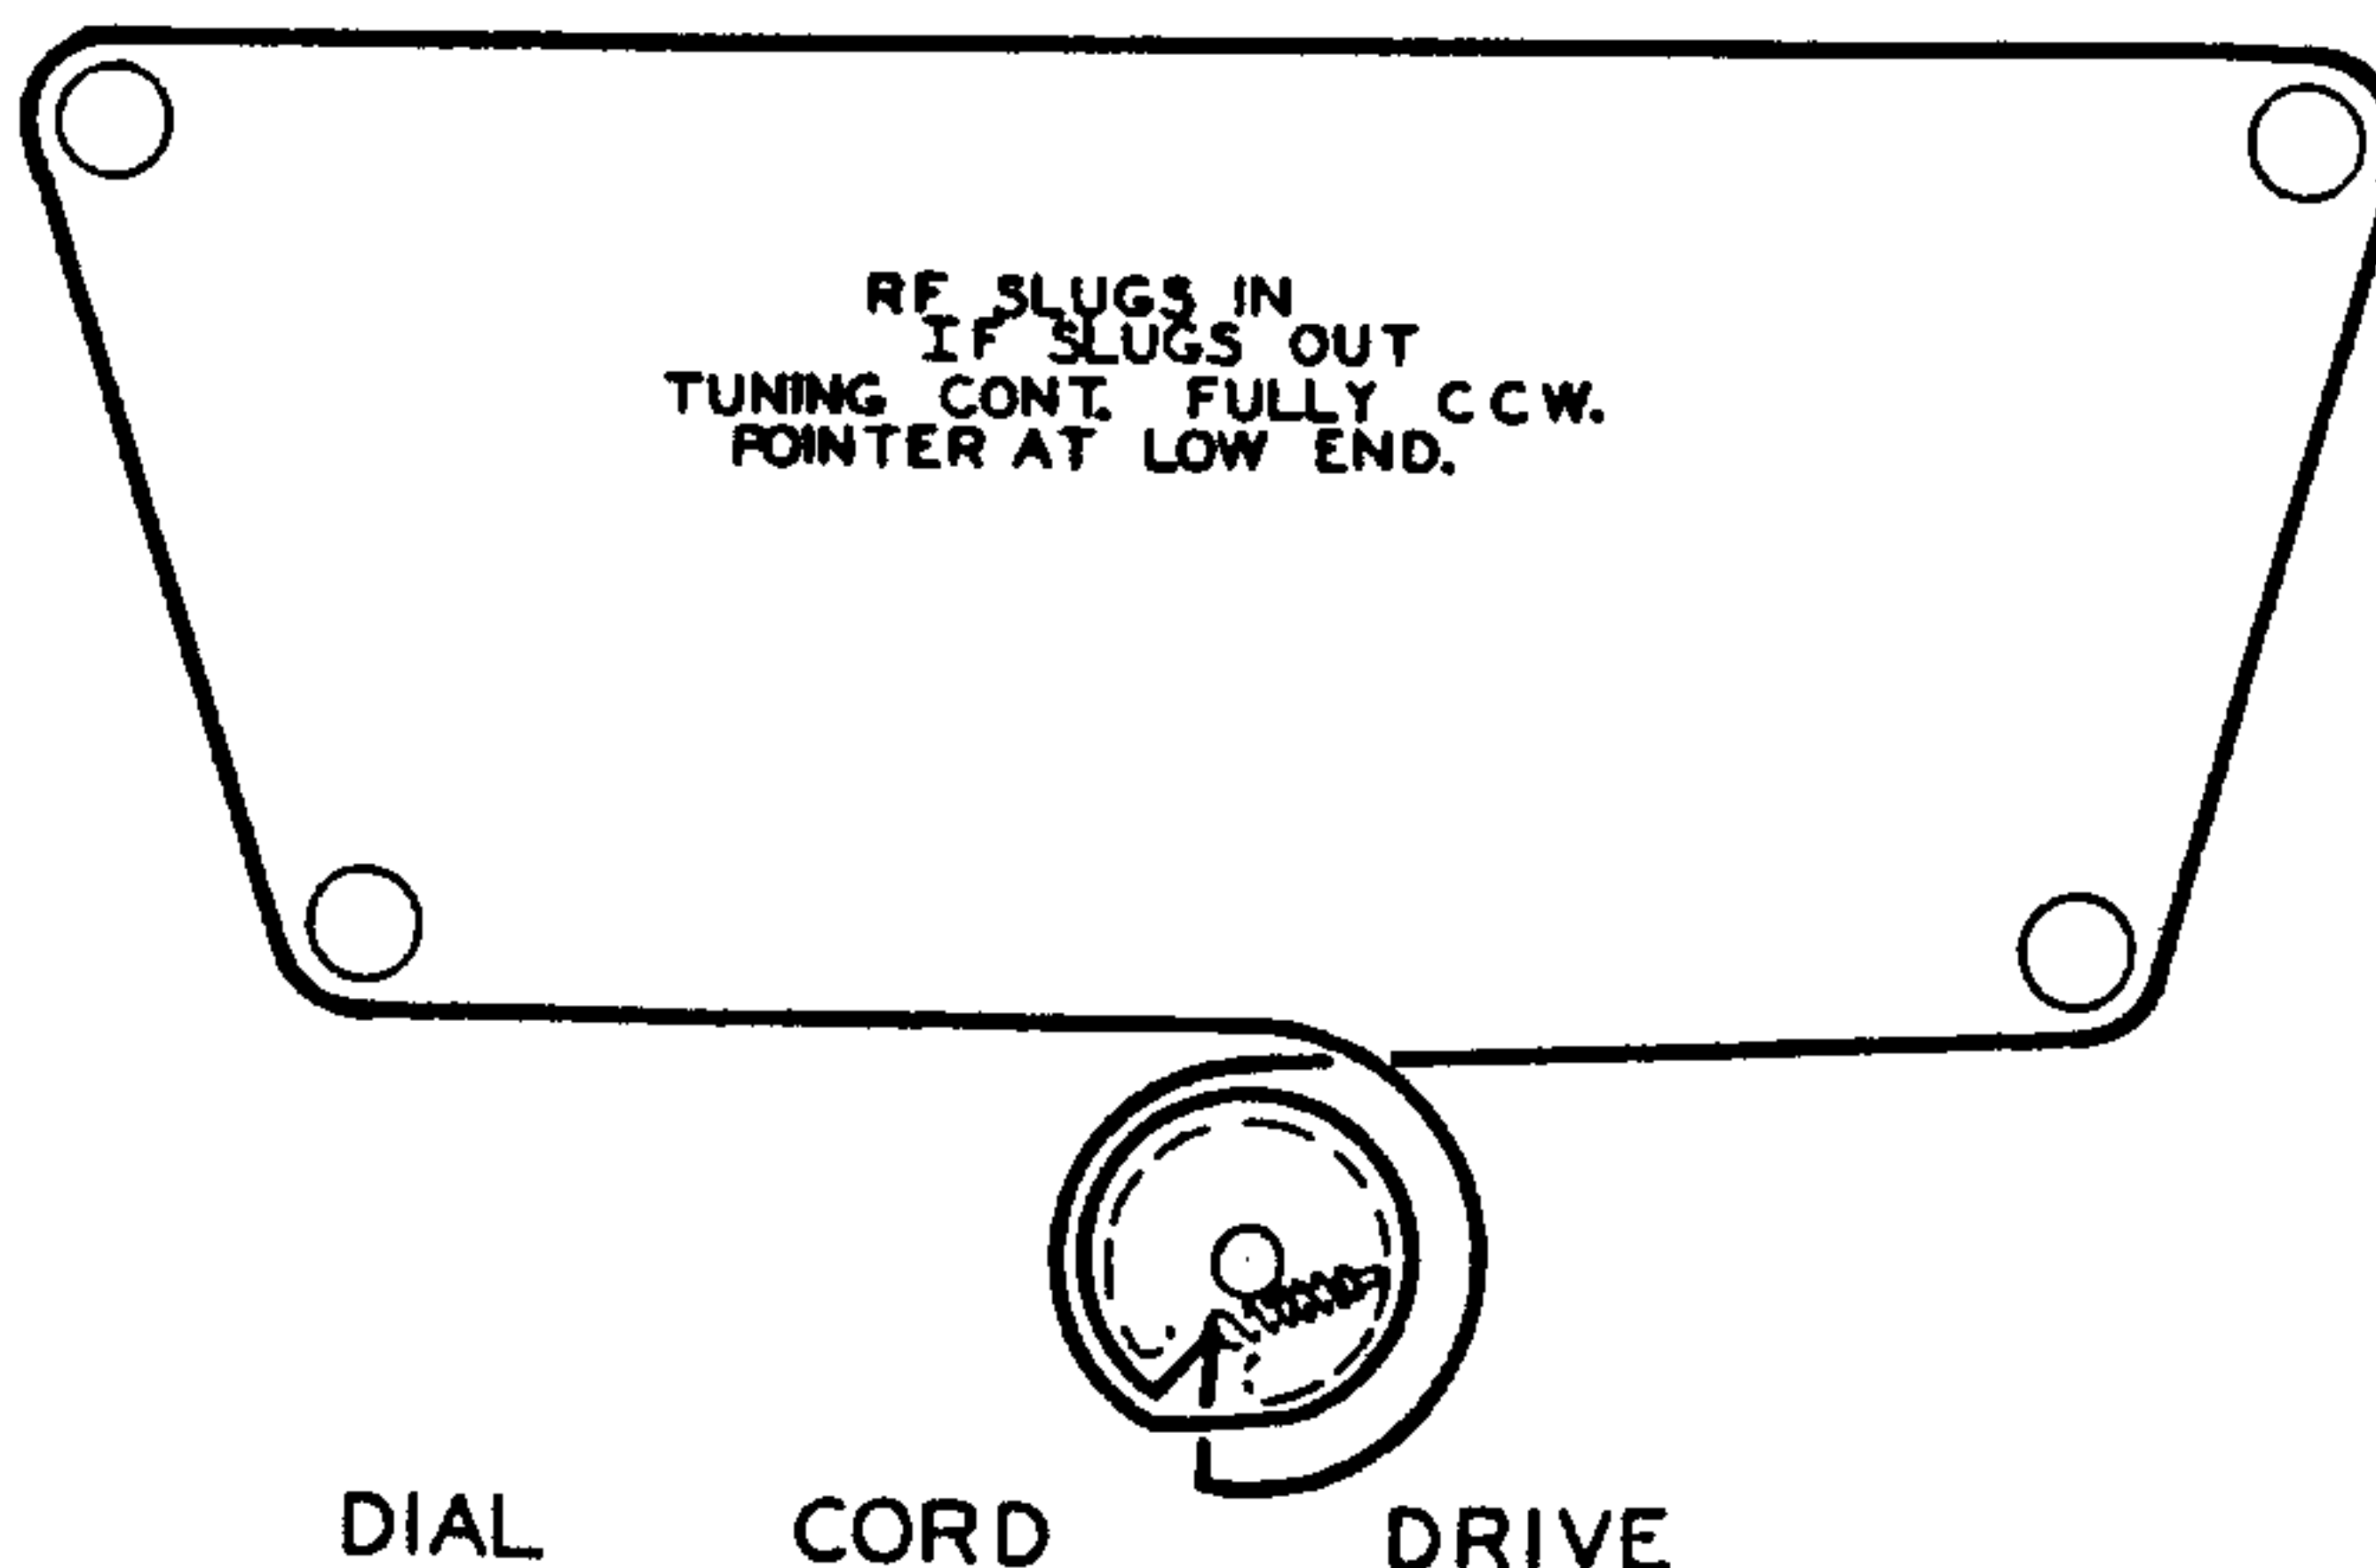 RF SLUGS IN
IF SLUGS OUT
TUNING CONT. FULLY CCW.
POINTER AT LOW END.
DIAL CORD DRIVE